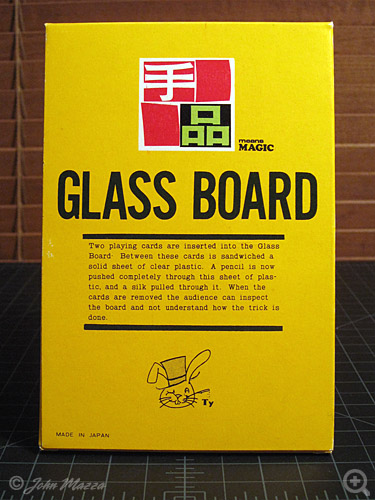 手
品
means
MAGIC
GLASS BOARD
Two playing cards are inserted into the Glass
Board. Between these cards is sandwiched a
solid sheet of clear plastic. A pencil is now
pushed completely through this sheet of plas-
tic, and a silk pulled through it. When the
cards are removed the audience can inspect
the board and not understand how the trick is
done.
Ty
MADE IN JAPAN
© John Mazza